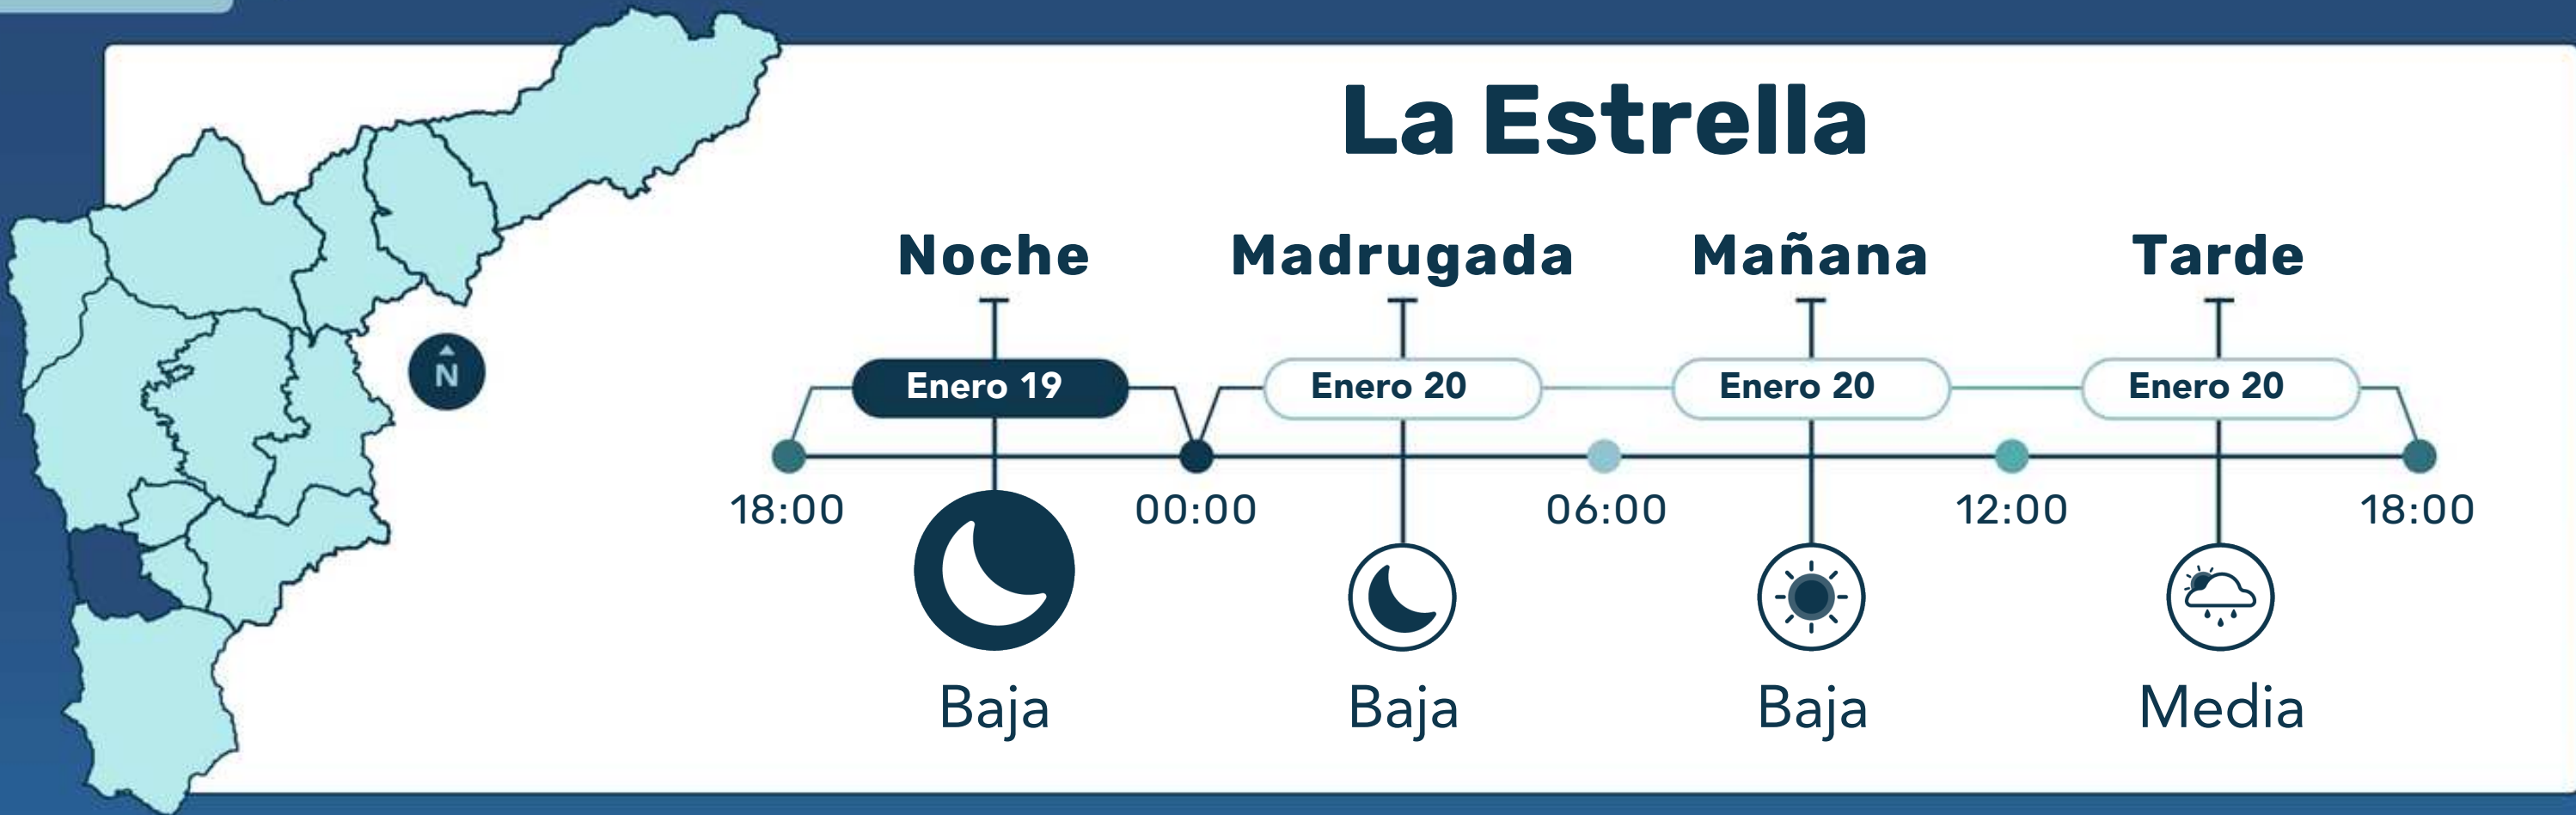 La Estrella
Noche Madrugada Mañana Tarde
N
Enero 19 Enero 20 Enero 20 Enero 20
18:00 00:00 06:00 12:00 18:00
Baja Baja Baja Media